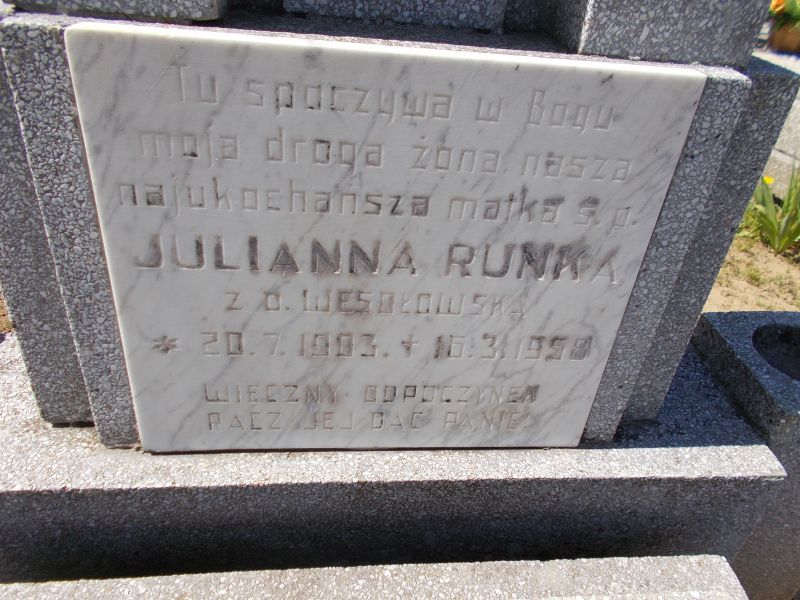 Tu spoczywa w Bogu
moja droga żona, nasza
najukochansza matka ś. p.
JULIANNA RUNKA
Z D. WESOŁOWSKA
* 20.7.1903. + 16.3.1958
WIECZNY ODPOCZYNEK
RACZ JEJ DAĆ PANIE!